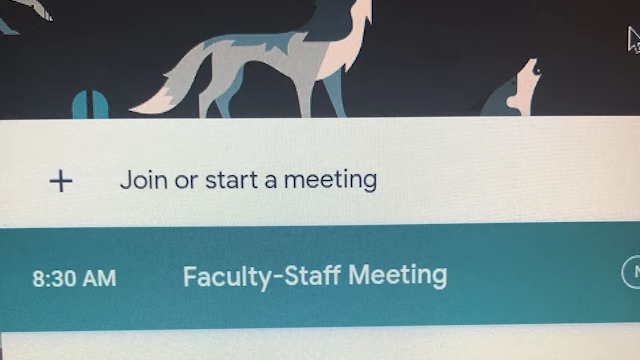 + Join or start a meeting
8:30 AM Faculty-Staff Meeting